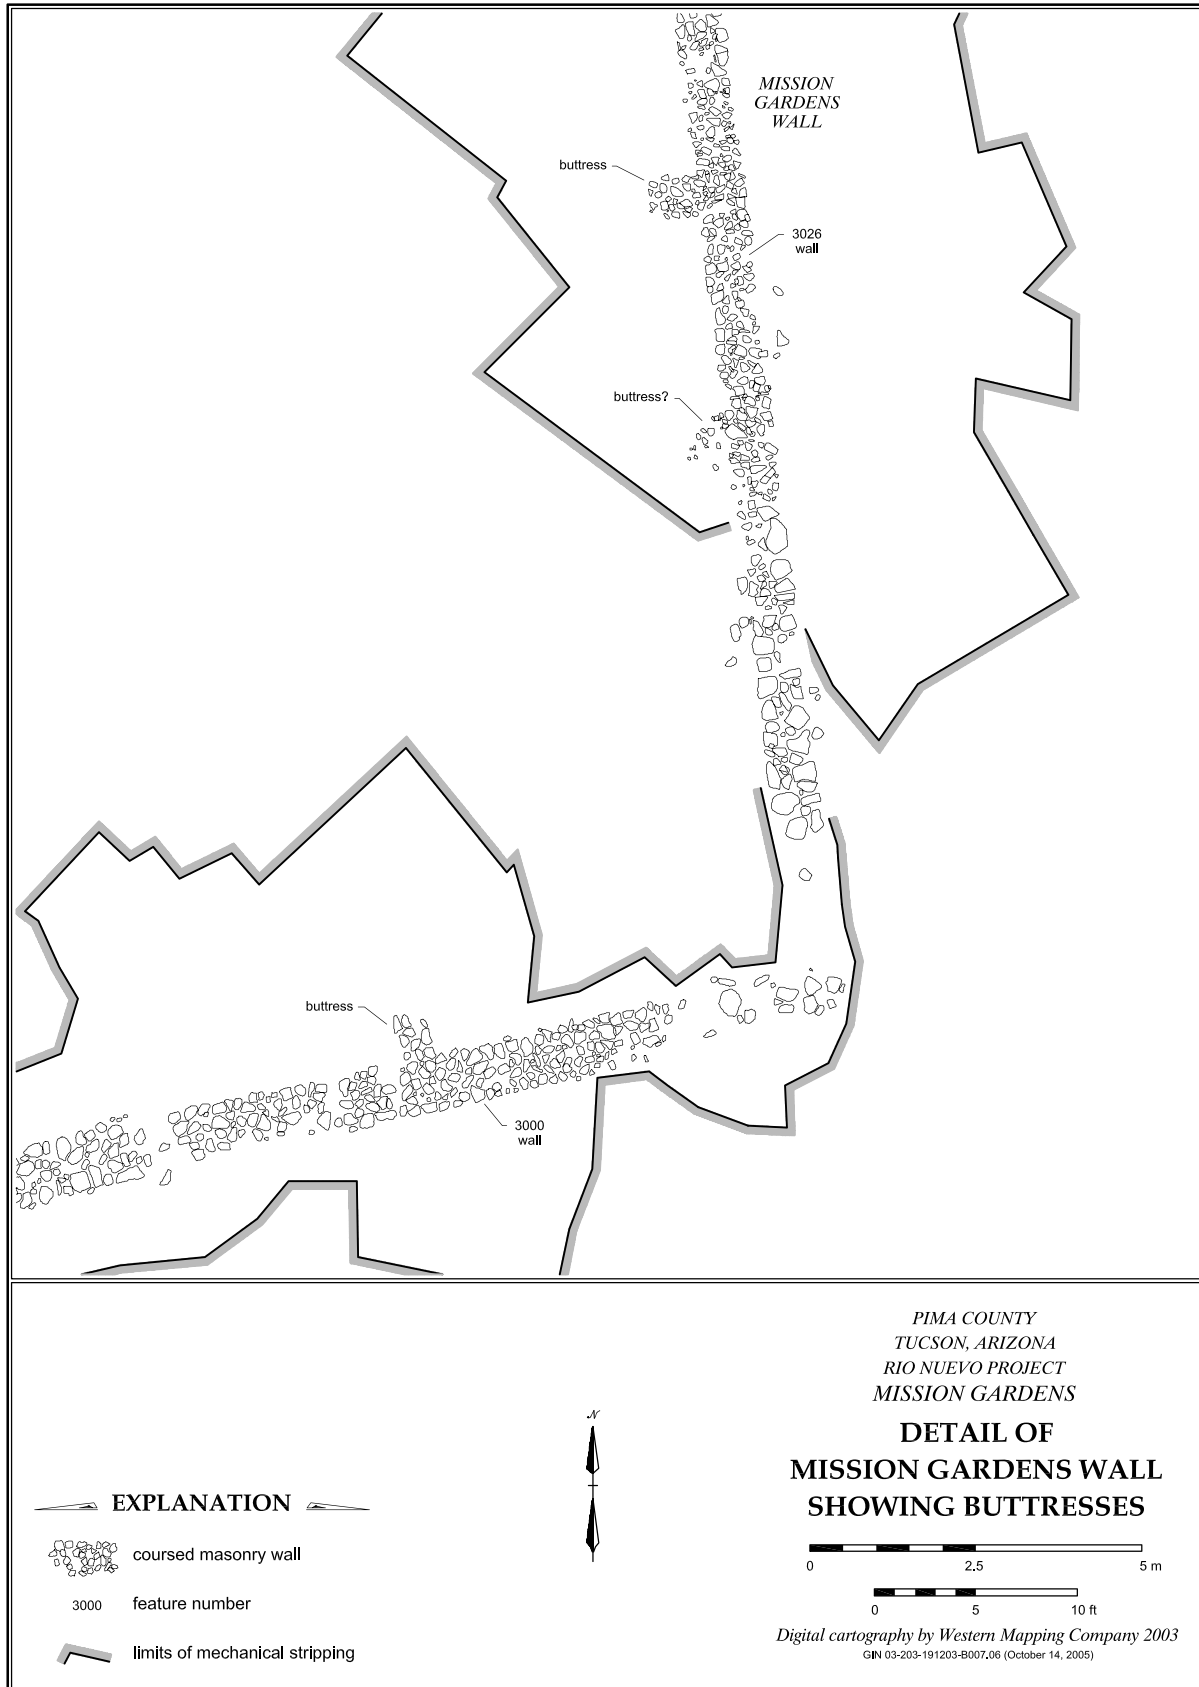 MISSION
GARDENS
WALL
buttress
3026
wall
buttress?
buttress
3000
wall
PIMA COUNTY
TUCSON, ARIZONA
RIO NUEVO PROJECT
MISSION GARDENS
DETAIL OF
MISSION GARDENS WALL
SHOWING BUTTRESSES
0 2.5 5 m
0 5 10 ft
Digital cartography by Western Mapping Company 2003
GIN 03-203-191203-B007.06 (October 14, 2005)
N
EXPLANATION
coursed masonry wall
3000 feature number
limits of mechanical stripping